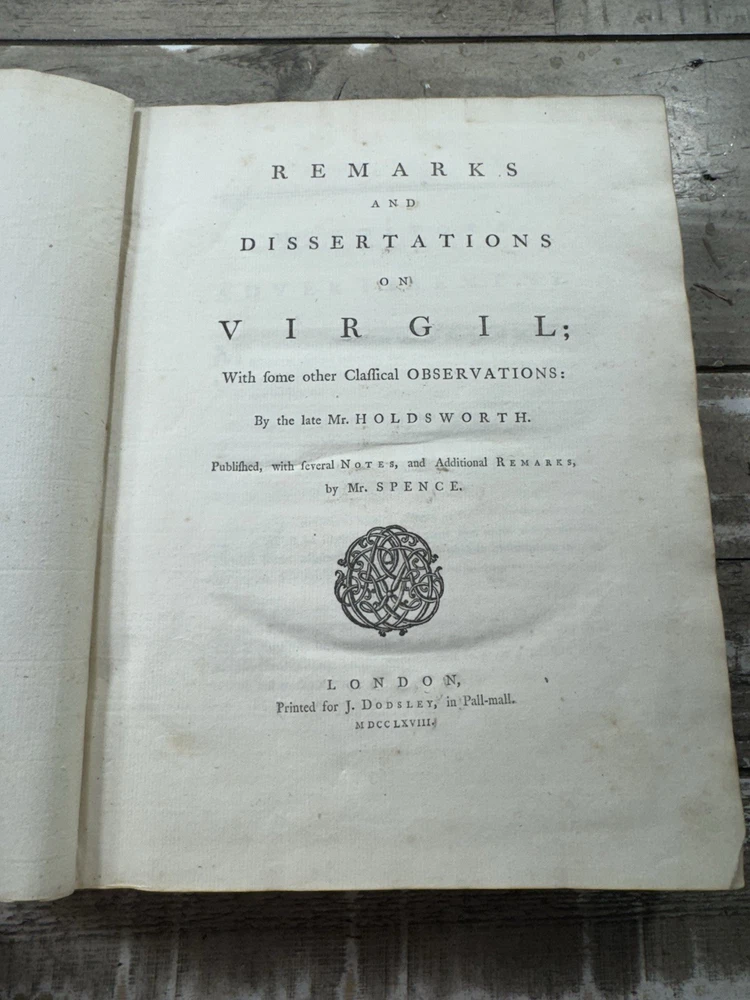 REMARKS
AND
DISSERTATIONS
ON
VIRGIL;
With ſome other Claſſical OBSERVATIONS:
By the late Mr. HOLDSWORTH.
Publiſhed, with ſeveral NOTES, and Additional REMARKS,
by Mr. SPENCE.
LONDON,
Printed for J. DODSLEY, in Pall-mall.
MDCCLXVIII.